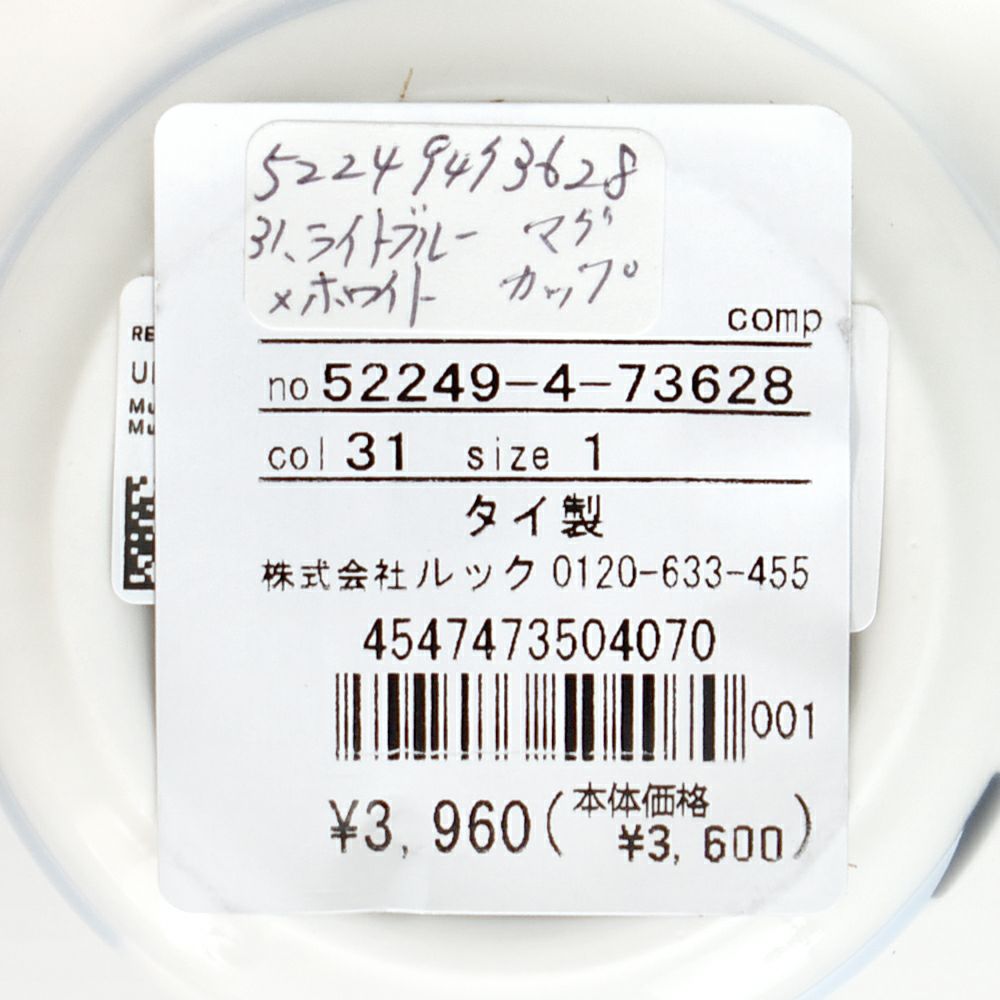 52249493628
31、ライトブルー マグ
×ホワイト カップ
comp
no 52249-4-73628
col 31 size 1
タイ製
株式会社ルック 0120-633-455
4547473504070
001
¥3,960(本体価格
¥3,600)
RE